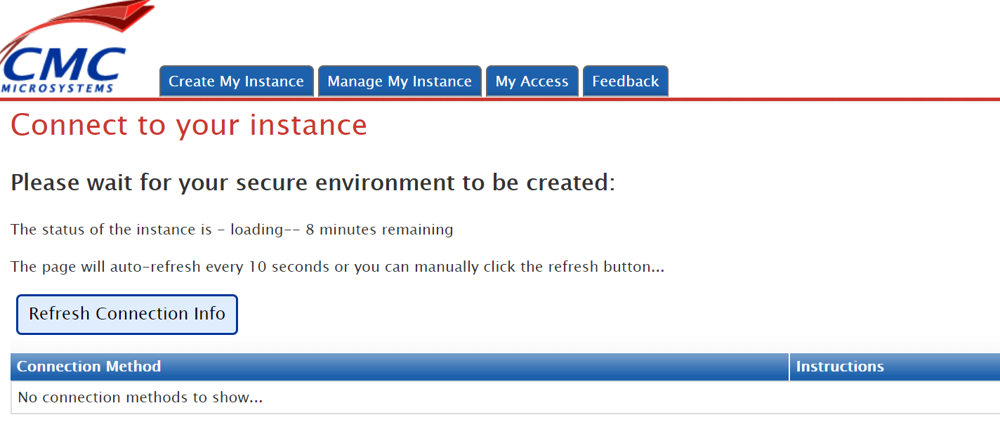 CMC
MICROSYSTEMS
Create My Instance
Manage My Instance
My Access
Feedback
Connect to your instance
Please wait for your secure environment to be created:
The status of the instance is - loading-- 8 minutes remaining
The page will auto-refresh every 10 seconds or you can manually click the refresh button...
Refresh Connection Info
Connection Method
Instructions
No connection methods to show...